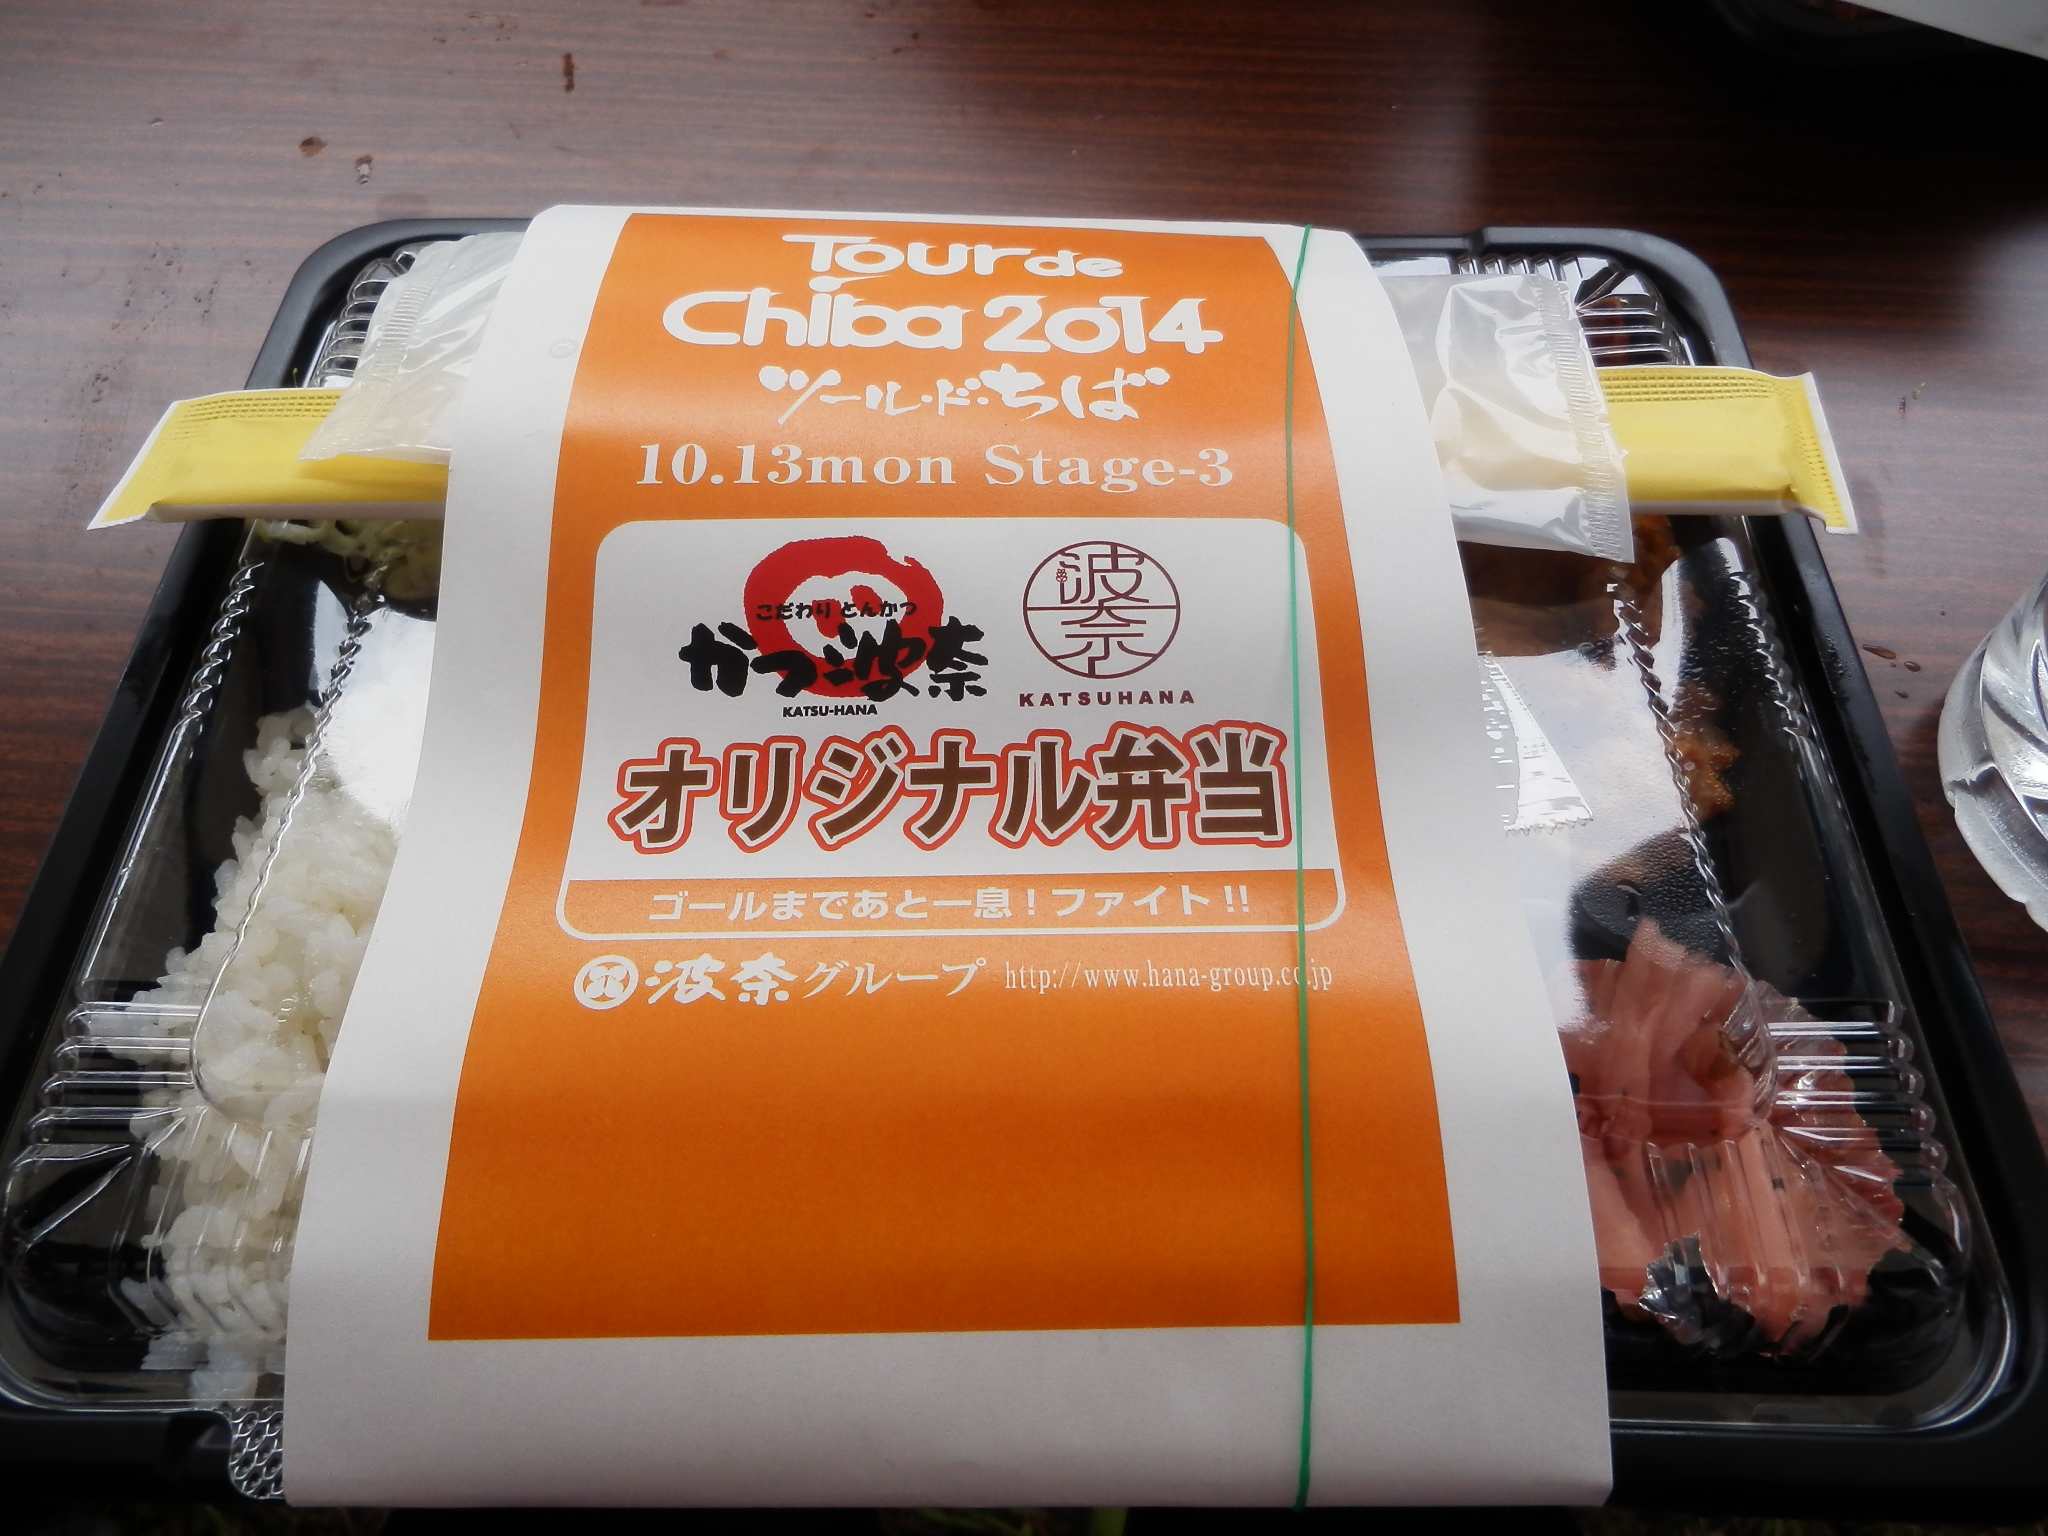 Tour de
Chiba 2014
ツール・ド・ちば
10.13mon Stage-3
こだわり とんかつ
かつ波奈
KATSU-HANA
波奈
KATSUHANA
オリジナル弁当
ゴールまであと一息！ファイト!!
波奈グループ http://www.hana-group.co.jp